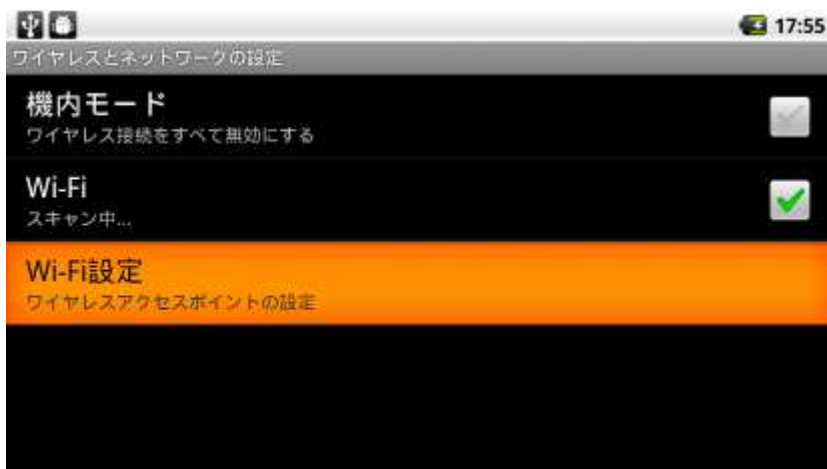 17:55
ワイヤレスとネットワークの設定
機内モード
ワイヤレス接続をすべて無効にする
Wi-Fi
スキャン中...
Wi-Fi設定
ワイヤレスアクセスポイントの設定